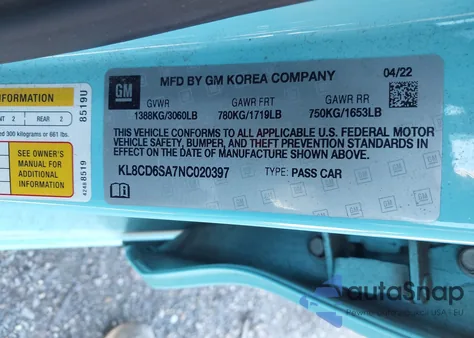 GM
MFD BY GM KOREA COMPANY
04/22
GVWR
GAWR FRT
GAWR RR
1388KG/3060LB
780KG/1719LB
750KG/1653LB
THIS VEHICLE CONFORMS TO ALL APPLICABLE U.S. FEDERAL MOTOR
VEHICLE SAFETY, BUMPER, AND THEFT PREVENTION STANDARDS IN
EFFECT ON THE DATE OF MANUFACTURE SHOWN ABOVE.
KL8CD6SA7NC020397
TYPE: PASS CAR
2
REAR 2
8519U
300 kilograms or 661 lbs.
SEE OWNER'S
MANUAL FOR
ADDITIONAL
INFORMATION
8519
autoSnap